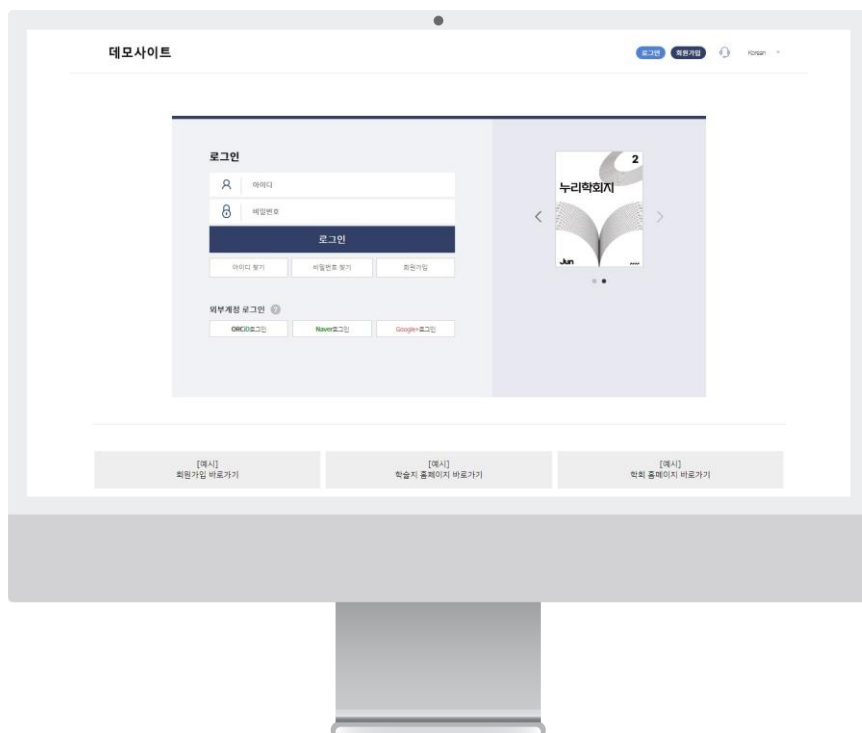 데모사이트
로그인 회원가입 Korean
로그인
아이디
비밀번호
로그인
아이디 찾기 비밀번호 찾기 회원가입
외부계정 로그인 ?
ORCiD로그인 Naver로그인 Google+로그인
2
누리학회지
Jun
[예시]
회원가입 바로가기
[예시]
학술지 홈페이지 바로가기
[예시]
학회 홈페이지 바로가기